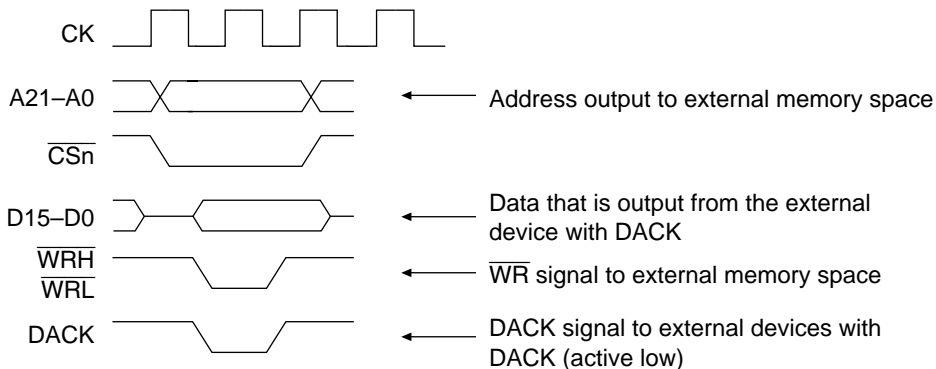 CK
A21–A0
Address output to external memory space
CSn
D15–D0
Data that is output from the external
device with DACK
WRH
WRL
WR signal to external memory space
DACK
DACK signal to external devices with
DACK (active low)